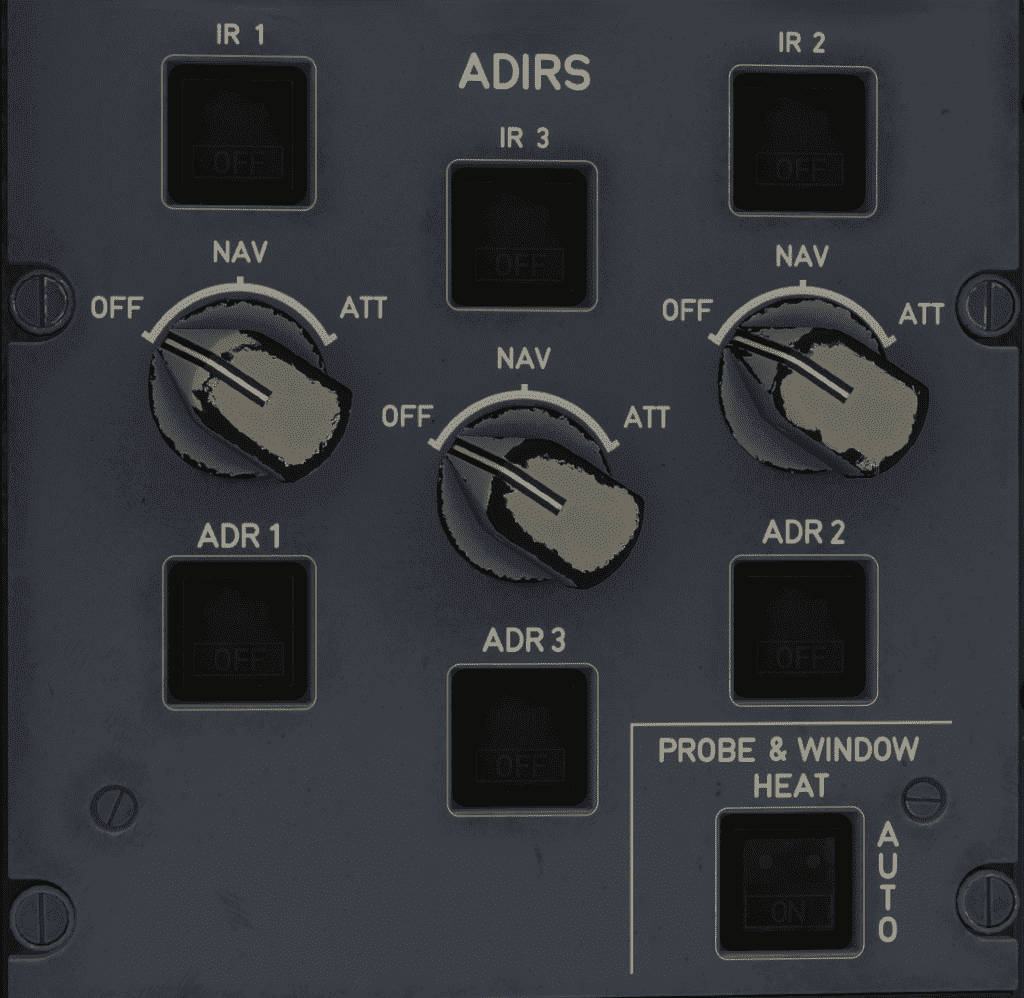 IR 1
ADIRS
IR 2
OFF
IR 3
OFF
OFF
NAV
OFF
ATT
NAV
OFF
ATT
NAV
OFF
ATT
ADR 1
ADR 2
OFF
ADR 3
OFF
OFF
PROBE & WINDOW
HEAT
ON
AUTO